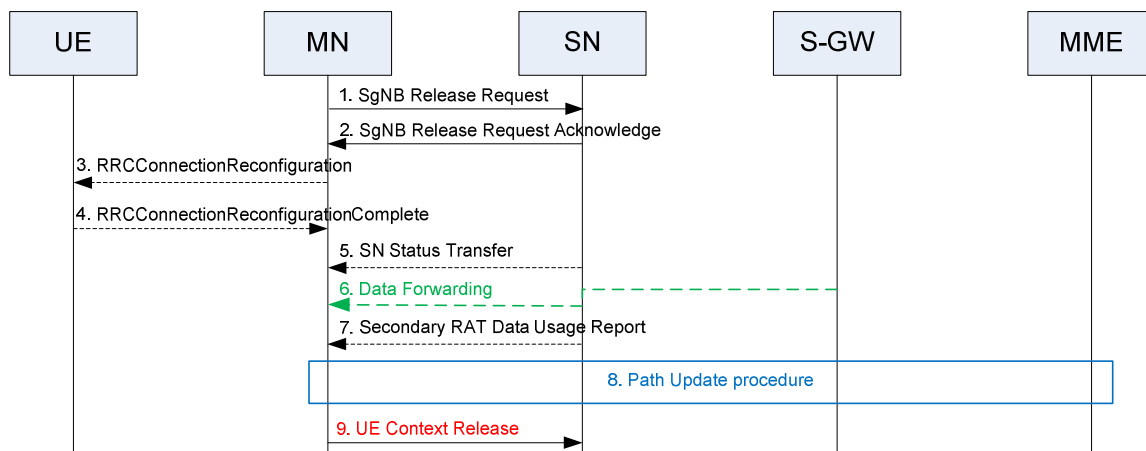 UE
MN
SN
S-GW
MME
1. SgNB Release Request
2. SgNB Release Request Acknowledge
3. RRCConnectionReconfiguration
4. RRCConnectionReconfigurationComplete
5. SN Status Transfer
6. Data Forwarding
7. Secondary RAT Data Usage Report
8. Path Update procedure
9. UE Context Release